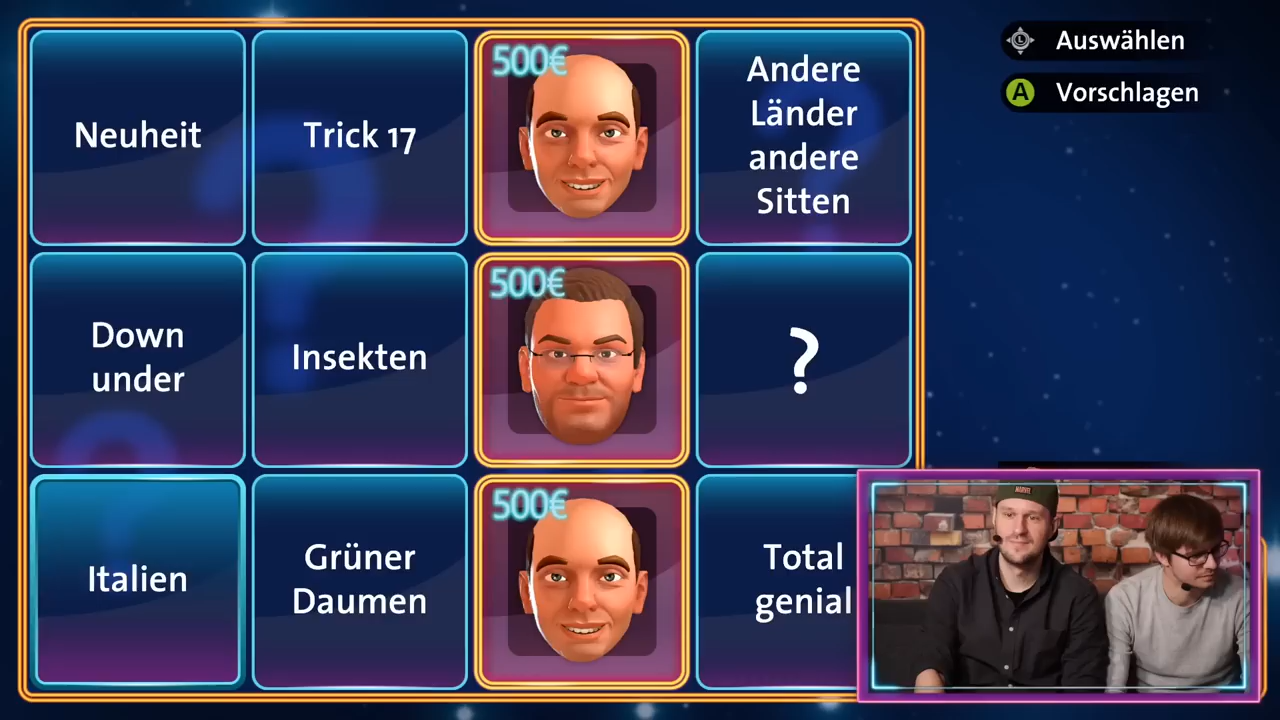 Neuheit
Trick 17
500€
Andere
Länder
andere
Sitten
Auswählen
A Vorschlagen
Down
under
Insekten
500€
?
Italien
Grüner
Daumen
500€
Total
genial
MARVEL